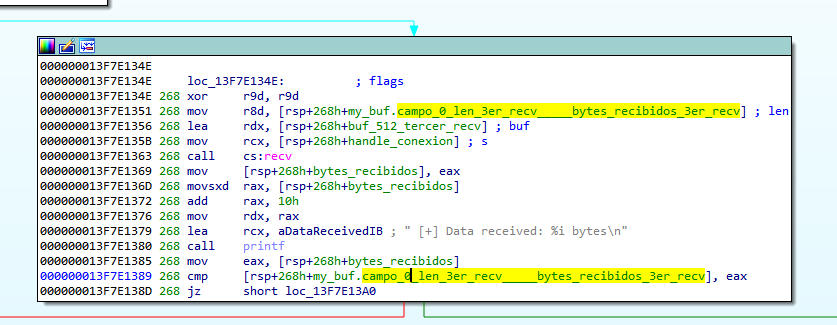 000000013F7E134E
000000013F7E134E loc_13F7E134E: ; flags
000000013F7E134E 268 xor r9d, r9d
000000013F7E1351 268 mov r8d, [rsp+268h+my_buf.campo_0_len_3er_recv_____bytes_recibidos_3er_recv] ; len
000000013F7E1356 268 lea rdx, [rsp+268h+buf_512_tercer_recv] ; buf
000000013F7E135B 268 mov rcx, [rsp+268h+handle_conexion] ; s
000000013F7E1363 268 call cs:recv
000000013F7E1369 268 mov [rsp+268h+bytes_recibidos], eax
000000013F7E136D 268 movsxd rax, [rsp+268h+bytes_recibidos]
000000013F7E1372 268 add rax, 10h
000000013F7E1376 268 mov rdx, rax
000000013F7E1379 268 lea rcx, aDataReceivedIB ; " [+] Data received: %i bytes\n"
000000013F7E1380 268 call printf
000000013F7E1385 268 mov eax, [rsp+268h+bytes_recibidos]
000000013F7E1389 268 cmp [rsp+268h+my_buf.campo_0_len_3er_recv_____bytes_recibidos_3er_recv], eax
000000013F7E138D 268 jz short loc_13F7E13A0